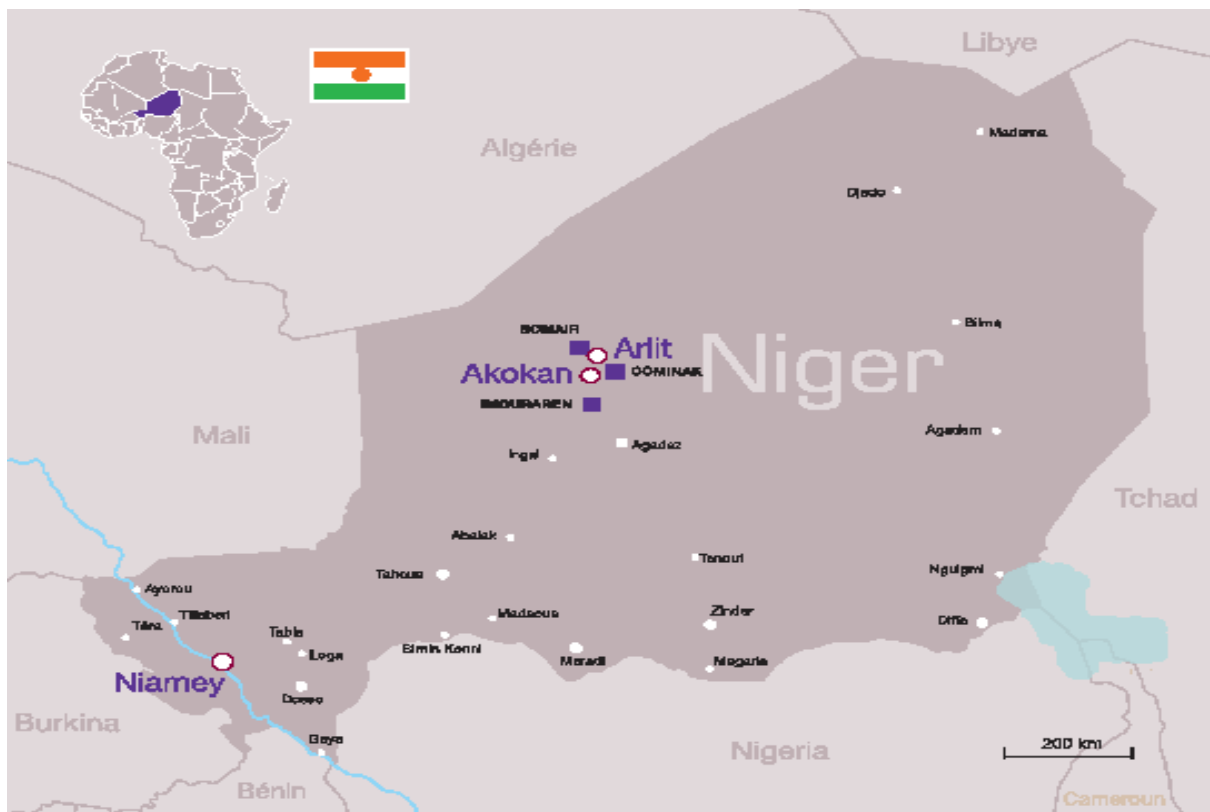 Libye
Algérie
Madama
Djado
Bilma
SOMAIR
Arlit
Niger
Akokan
COMINAK
IMOURAREN
Mali
Agadem
Agadez
Ingal
Tchad
Abalak
Tanout
Tahoua
Nguigmi
Ayorou
Tillaberi
Madaoua
Zinder
Diffa
Téra
Tabla
Loga
Birnin Konni
Maradi
Magaria
Niamey
Dosso
Burkina
Gaya
Nigeria
200 km
Bénin
Cameroun